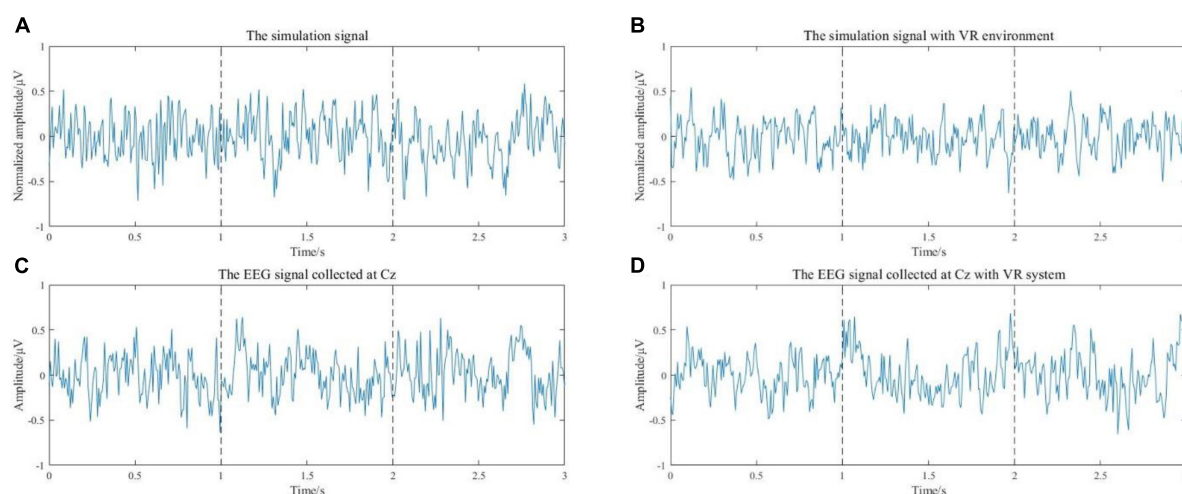 A
The simulation signal
Normalized amplitude/μV
1
0.5
0
-0.5
-1
0 0.5 1 1.5 2 2.5 3
Time/s
B
The simulation signal with VR environment
Normalized amplitude/μV
1
0.5
0
-0.5
-1
0 0.5 1 1.5 2 2.5
Time/s
C
The EEG signal collected at Cz
Amplitude/μV
1
0.5
0
-0.5
-1
0 0.5 1 1.5 2 2.5 3
Time/s
D
The EEG signal collected at Cz with VR system
Amplitude/μV
1
0.5
0
-0.5
-1
0 0.5 1 1.5 2 2.5
Time/s